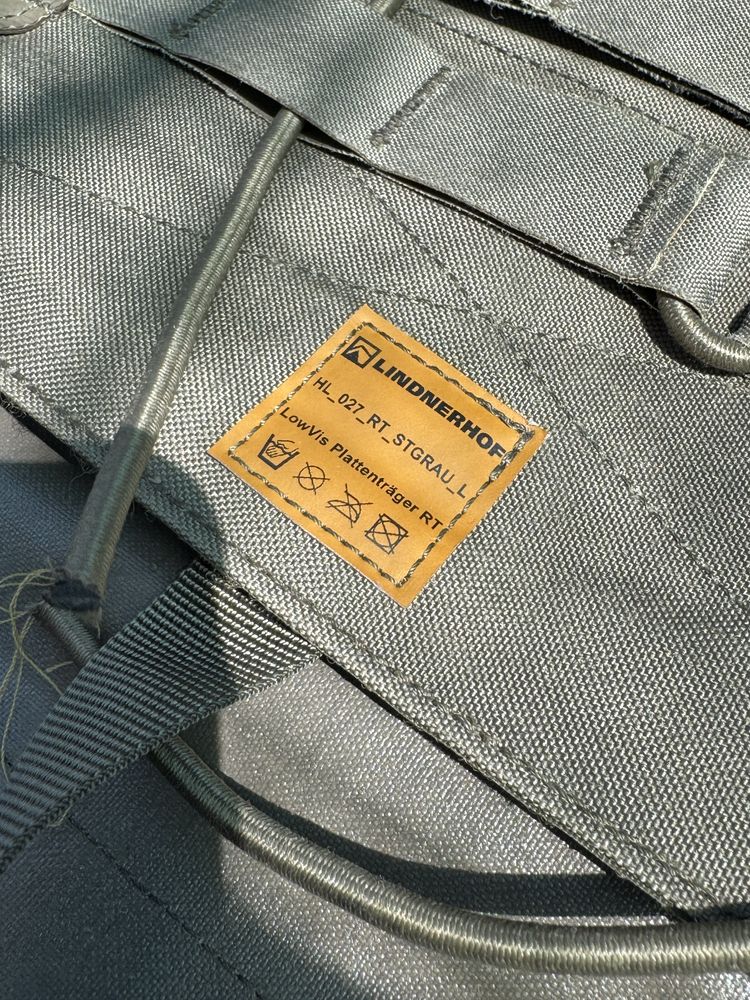 LINDNERHOF
HL_027_RT_STGRAU_L
LowVis Plattenträger RT